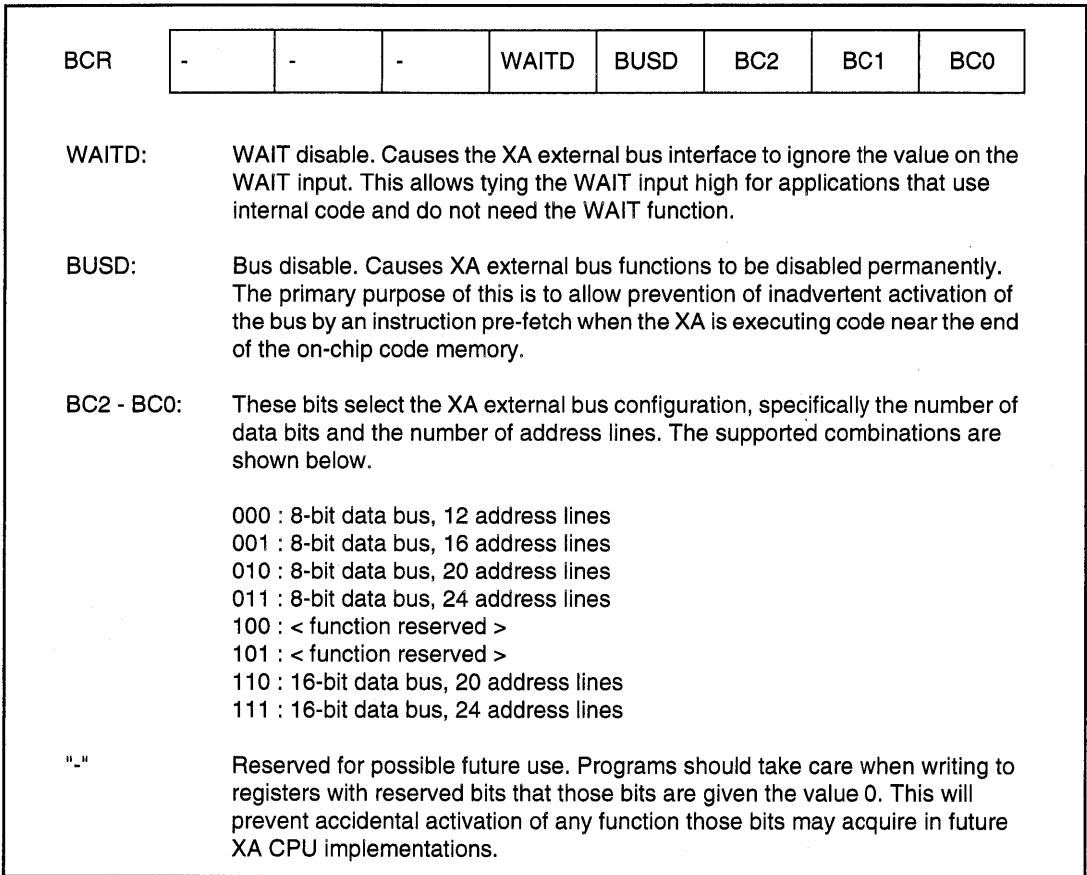 BCR - - - WAITD BUSD BC2 BC1 BC0
WAITD: WAIT disable. Causes the XA external bus interface to ignore the value on the
WAIT input. This allows tying the WAIT input high for applications that use
internal code and do not need the WAIT function.
BUSD: Bus disable. Causes XA external bus functions to be disabled permanently.
The primary purpose of this is to allow prevention of inadvertent activation of
the bus by an instruction pre-fetch when the XA is executing code near the end
of the on-chip code memory.
BC2 - BC0: These bits select the XA external bus configuration, specifically the number of
data bits and the number of address lines. The supported combinations are
shown below.
000 : 8-bit data bus, 12 address lines
001 : 8-bit data bus, 16 address lines
010 : 8-bit data bus, 20 address lines
011 : 8-bit data bus, 24 address lines
100 : < function reserved >
101 : < function reserved >
110 : 16-bit data bus, 20 address lines
111 : 16-bit data bus, 24 address lines
"-" Reserved for possible future use. Programs should take care when writing to
registers with reserved bits that those bits are given the value 0. This will
prevent accidental activation of any function those bits may acquire in future
XA CPU implementations.